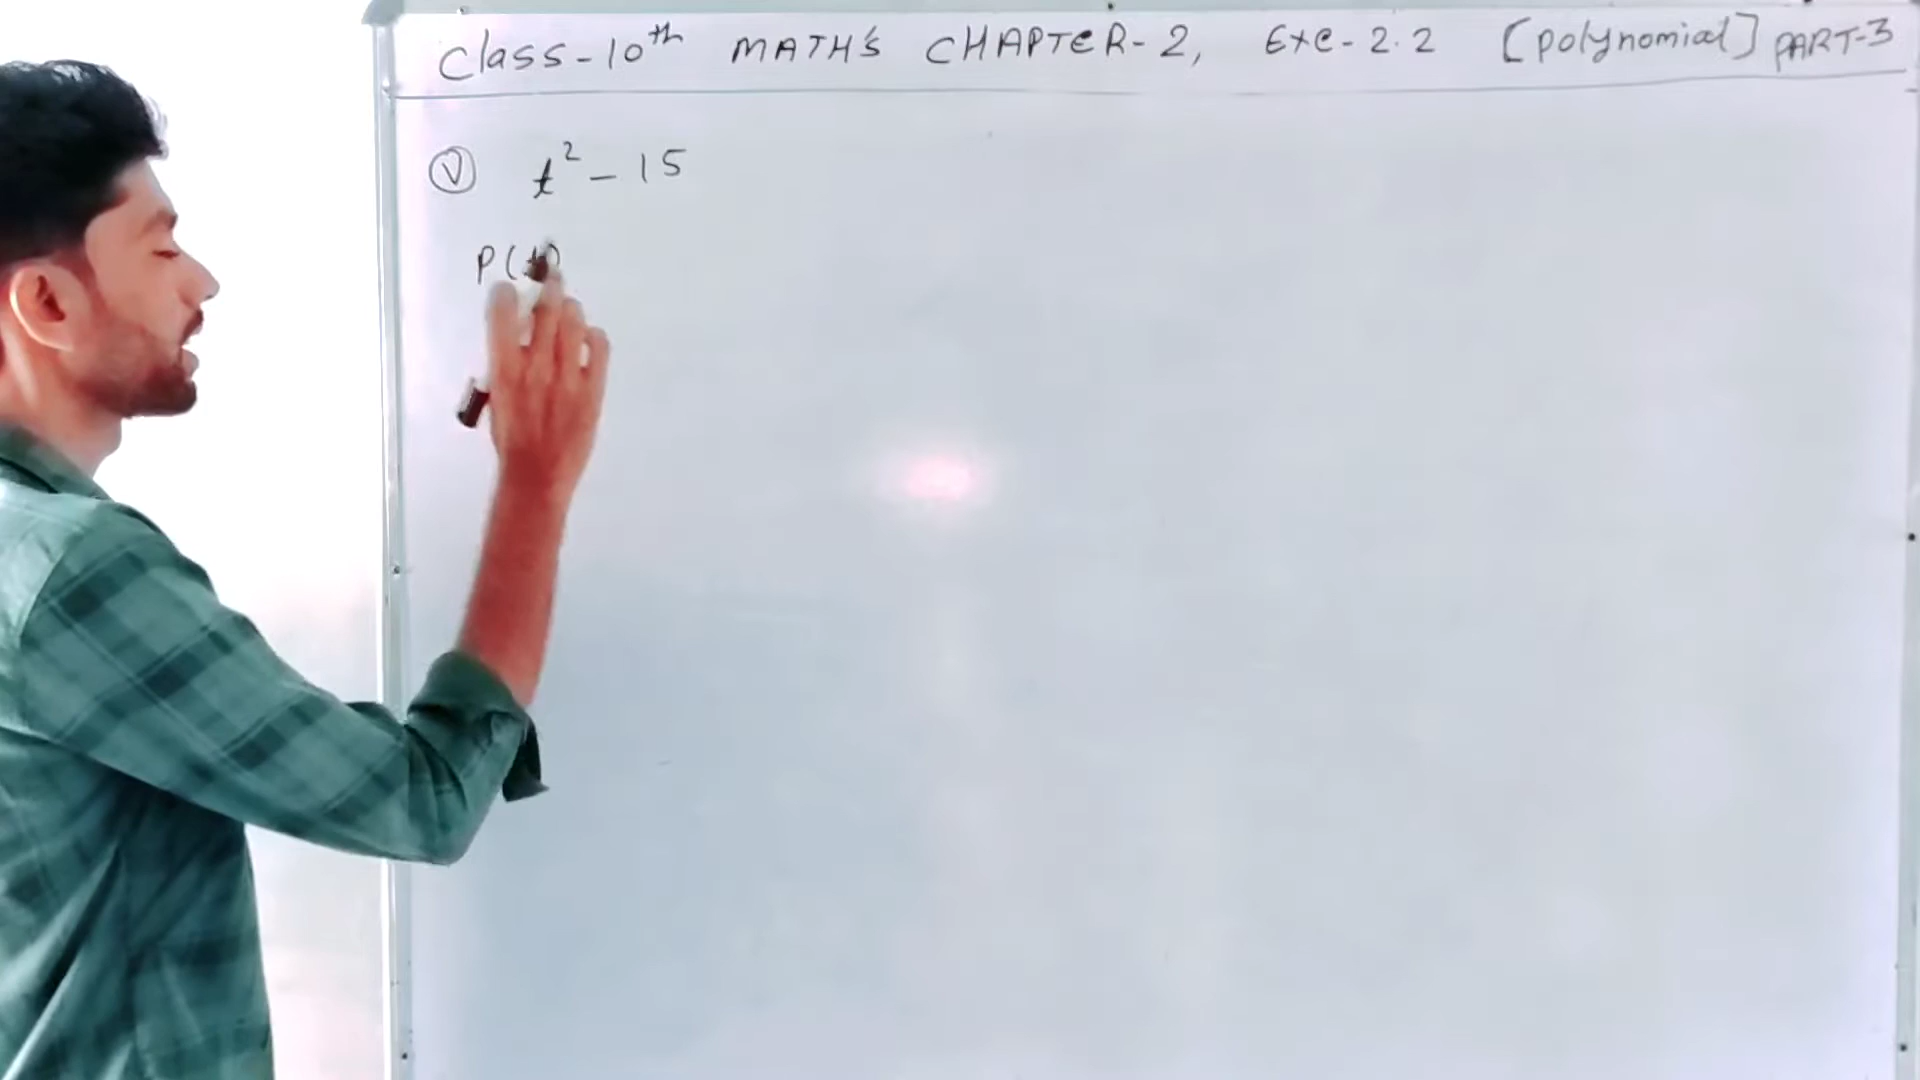 Class-10th MATH'S CHAPTER-2, Exe-2.2 [polynomial] PART-3
(V) t² - 15
P(t)